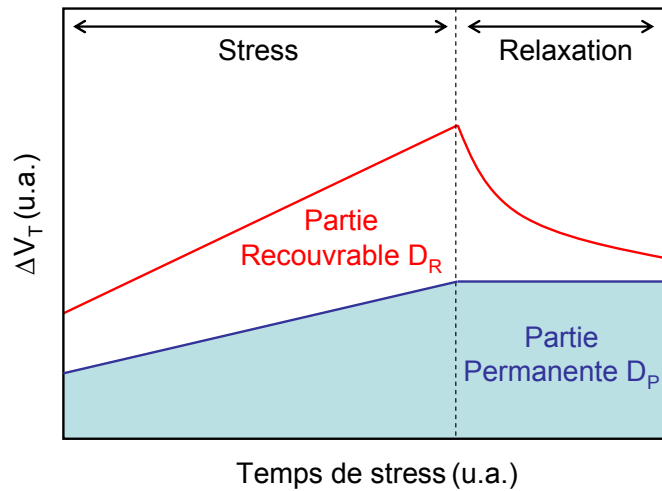 Stress
Relaxation
ΔV_T (u.a.)
Partie
Recouvrable D_R
Partie
Permanente D_P
Temps de stress (u.a.)